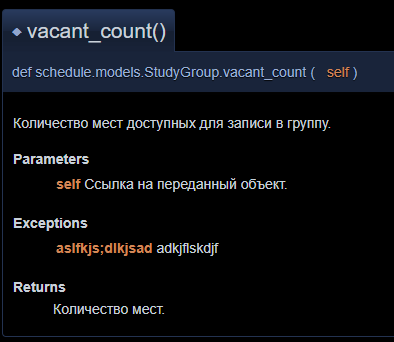 ◆ vacant_count()
def schedule.models.StudyGroup.vacant_count ( self )
Количество мест доступных для записи в группу.
Parameters
self Ссылка на переданный объект.
Exceptions
aslfkjs;dlkjsad adkjflskdjf
Returns
Количество мест.